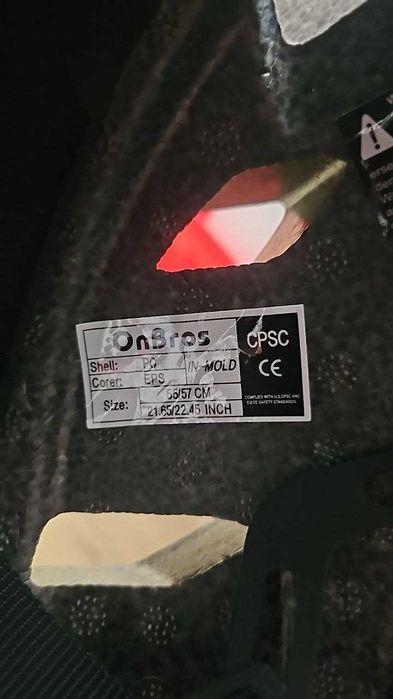 OnBros
CPSC
Shell: PC IN-MOLD
CE
Corer: EPS
Size: 55/57 CM
21.65/22.45 INCH
COMPLIES WITH U.S.CPSC AND
EU CE SAFETY STANDARDS